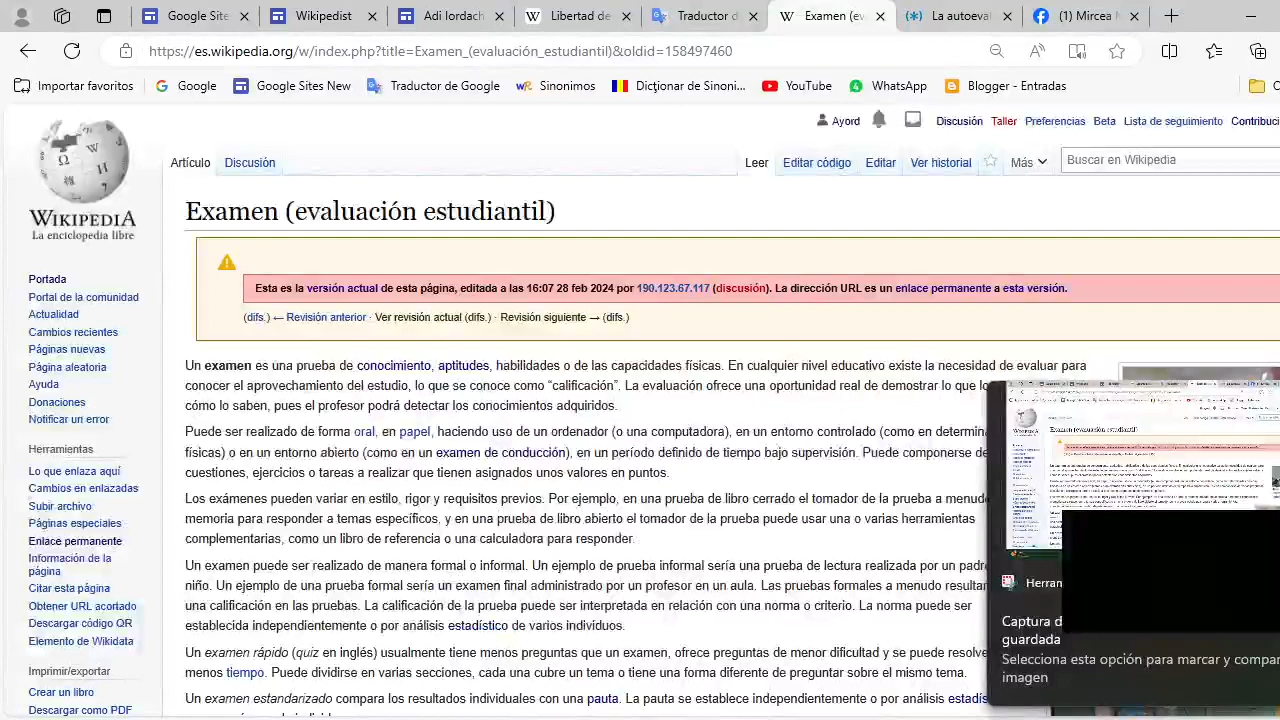 Google Site
Wikipedist
Adi Iordach
Libertad de
Traductor d
Examen (ev
La autoeval
(1) Mircea N
https://es.wikipedia.org/w/index.php?title=Examen_(evaluación_estudiantil)&oldid=158497460
Importar favoritos
Google
Google Sites New
Traductor de Google
Sinonimos
Dicționar de Sinoni...
YouTube
WhatsApp
Blogger - Entradas
Ayord
Discusión
Taller
Preferencias
Beta
Lista de seguimiento
Contribuci
WIKIPEDIA
La enciclopedia libre
Artículo
Discusión
Leer
Editar código
Editar
Ver historial
Más
Buscar en Wikipedia
Examen (evaluación estudiantil)
Esta es la versión actual de esta página, editada a las 16:07 28 feb 2024 por 190.123.67.117 (discusión). La dirección URL es un enlace permanente a esta versión.
(difs.) ← Revisión anterior · Ver revisión actual (difs.) · Revisión siguiente → (difs.)
Portada
Portal de la comunidad
Actualidad
Cambios recientes
Páginas nuevas
Página aleatoria
Ayuda
Donaciones
Notificar un error
Herramientas
Lo que enlaza aquí
Cambios en enlazadas
Subir archivo
Páginas especiales
Enlace permanente
Información de la
página
Citar esta página
Obtener URL acortado
Descargar código QR
Elemento de Wikidata
Imprimir/exportar
Crear un libro
Descargar como PDF
Un examen es una prueba de conocimiento, aptitudes, habilidades o de las capacidades físicas. En cualquier nivel educativo existe la necesidad de evaluar para
conocer el aprovechamiento del estudio, lo que se conoce como “calificación”. La evaluación ofrece una oportunidad real de demostrar lo que lo
cómo lo saben, pues el profesor podrá detectar los conocimientos adquiridos.
Puede ser realizado de forma oral, en papel, haciendo uso de un ordenador (o una computadora), en un entorno controlado (como en determin
físicas) o en un entorno abierto (como en un examen de conducción), en un período definido de tiempo bajo supervisión. Puede componerse de
cuestiones, ejercicios o tareas a realizar que tienen asignados unos valores en puntos.
Los exámenes pueden variar en estilo, rigor y requisitos previos. Por ejemplo, en una prueba de libro cerrado el tomador de la prueba a menudo
memoria para responder temas específicos, y en una prueba de libro abierto el tomador de la prueba puede usar una o varias herramientas
complementarias, como un libro de referencia o una calculadora para responder.
Un examen puede ser realizado de manera formal o informal. Un ejemplo de prueba informal sería una prueba de lectura realizada por un padre
niño. Un ejemplo de una prueba formal sería un examen final administrado por un profesor en un aula. Las pruebas formales a menudo resultan
una calificación en las pruebas. La calificación de la prueba puede ser interpretada en relación con una norma o criterio. La norma puede ser
establecida independientemente o por análisis estadístico de varios individuos.
Un examen rápido (quiz en inglés) usualmente tiene menos preguntas que un examen, ofrece preguntas de menor dificultad y se puede resolve
menos tiempo. Puede dividirse en varias secciones, cada una cubre un tema o tiene una forma diferente de preguntar sobre el mismo tema.
Un examen estandarizado compara los resultados individuales con una pauta. La pauta se establece independientemente o por análisis estadís
Herran
Captura d
guardada
Selecciona esta opción para marcar y compar
imagen